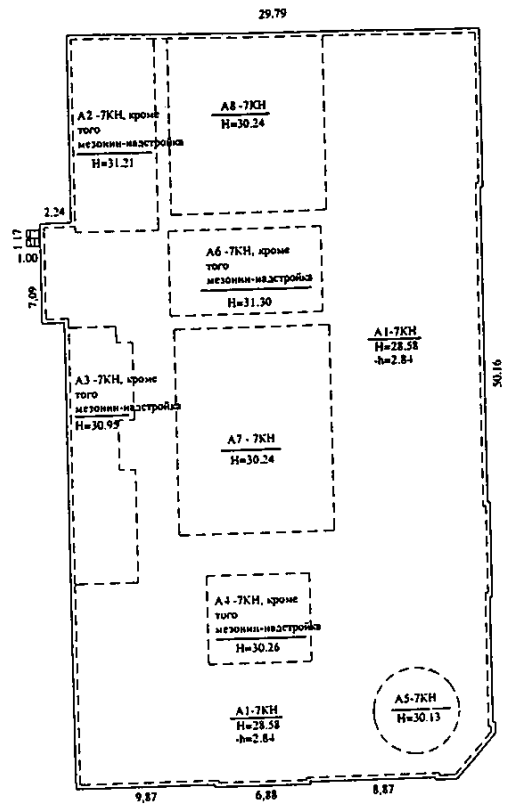 29.79
А2 -7КН, кроме
того
мезонин-надстройка
Н=31.21
А8 -7КН
Н=30.24
2.24
1.17
1.00
7,09
А6 -7КН, кроме
того
мезонин-надстройка
Н=31.30
А1-7КН
Н=28.58
-h=2.84
50.16
А3 -7КН, кроме
того
мезонин-надстройка
Н=30.95
А7 - 7КН
Н=30.24
А4 -7КН, кроме
того
мезонин-надстройка
Н=30.26
А5-7КН
Н=30.13
А1-7КН
Н=28.58
-h=2.84
9,87
6,88
8,87